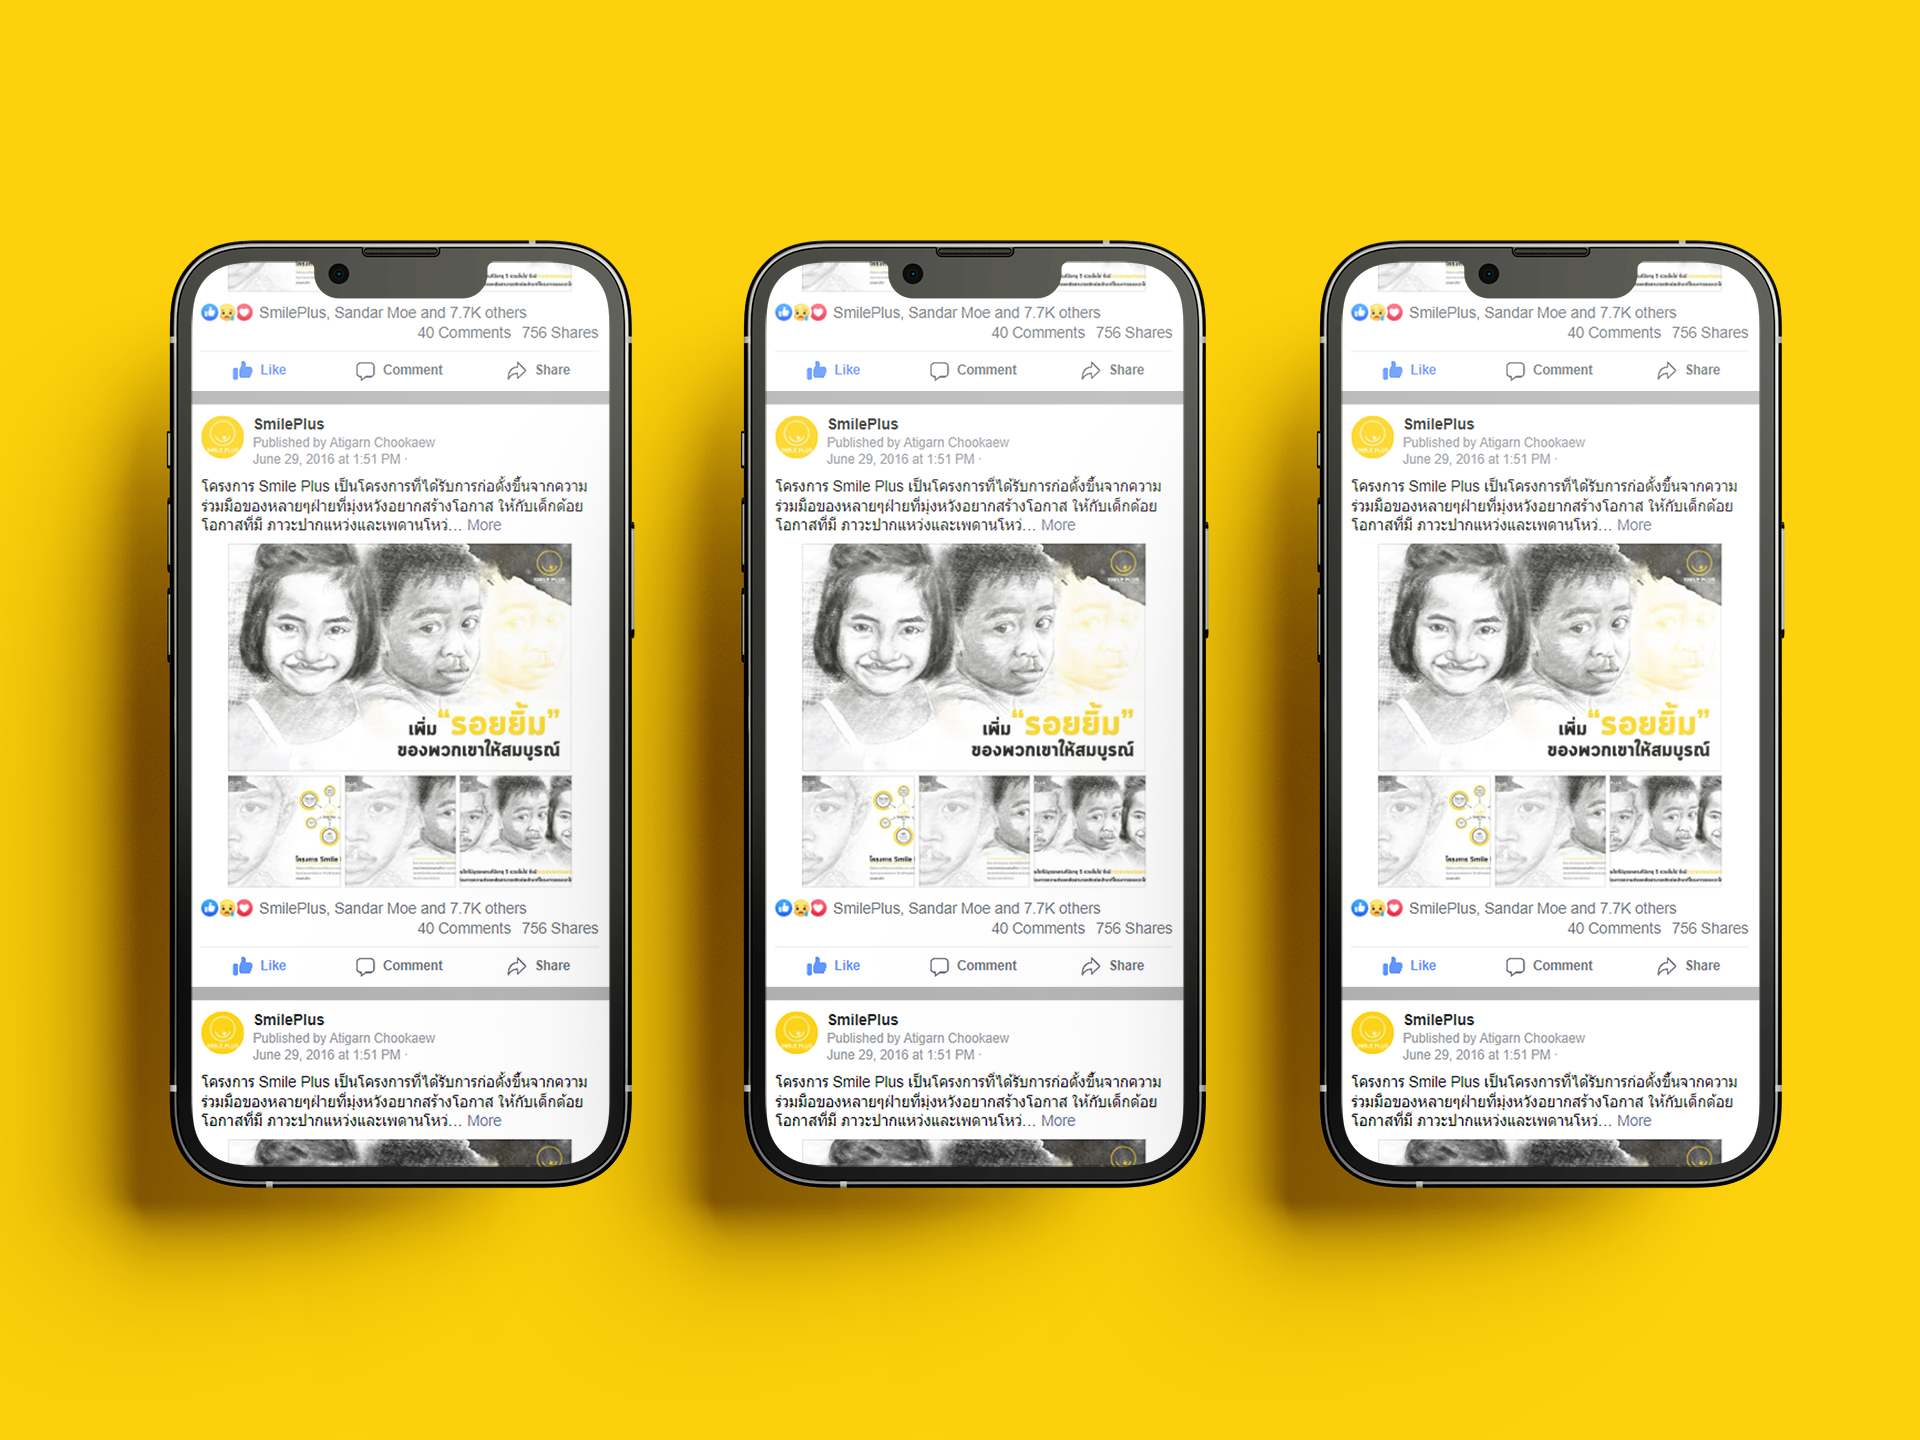 SmilePlus, Sandar Moe and 7.7K others
40 Comments 756 Shares
Like Comment Share
SmilePlus
Published by Atigarn Chookaew
June 29, 2016 at 1:51 PM ·
โครงการ Smile Plus เป็นโครงการที่ได้รับการก่อตั้งขึ้นจากความ
ร่วมมือของหลายๆฝ่ายที่มุ่งหวังอยากสร้างโอกาส ให้กับเด็กด้อย
โอกาสที่มี ภาวะปากแหว่งและเพดานโหว่... More
SMILE PLUS
เพิ่ม “รอยยิ้ม”
ของพวกเขาให้สมบูรณ์
โครงการ Smile
SmilePlus, Sandar Moe and 7.7K others
40 Comments 756 Shares
Like Comment Share
SmilePlus
Published by Atigarn Chookaew
June 29, 2016 at 1:51 PM ·
โครงการ Smile Plus เป็นโครงการที่ได้รับการก่อตั้งขึ้นจากความ
ร่วมมือของหลายๆฝ่ายที่มุ่งหวังอยากสร้างโอกาส ให้กับเด็กด้อย
โอกาสที่มี ภาวะปากแหว่งและเพดานโหว่... More
SmilePlus, Sandar Moe and 7.7K others
40 Comments 756 Shares
Like Comment Share
SmilePlus
Published by Atigarn Chookaew
June 29, 2016 at 1:51 PM ·
โครงการ Smile Plus เป็นโครงการที่ได้รับการก่อตั้งขึ้นจากความ
ร่วมมือของหลายๆฝ่ายที่มุ่งหวังอยากสร้างโอกาส ให้กับเด็กด้อย
โอกาสที่มี ภาวะปากแหว่งและเพดานโหว่... More
SMILE PLUS
เพิ่ม “รอยยิ้ม”
ของพวกเขาให้สมบูรณ์
โครงการ Smile
SmilePlus, Sandar Moe and 7.7K others
40 Comments 756 Shares
Like Comment Share
SmilePlus
Published by Atigarn Chookaew
June 29, 2016 at 1:51 PM ·
โครงการ Smile Plus เป็นโครงการที่ได้รับการก่อตั้งขึ้นจากความ
ร่วมมือของหลายๆฝ่ายที่มุ่งหวังอยากสร้างโอกาส ให้กับเด็กด้อย
โอกาสที่มี ภาวะปากแหว่งและเพดานโหว่... More
SmilePlus, Sandar Moe and 7.7K others
40 Comments 756 Shares
Like Comment Share
SmilePlus
Published by Atigarn Chookaew
June 29, 2016 at 1:51 PM ·
โครงการ Smile Plus เป็นโครงการที่ได้รับการก่อตั้งขึ้นจากความ
ร่วมมือของหลายๆฝ่ายที่มุ่งหวังอยากสร้างโอกาส ให้กับเด็กด้อย
โอกาสที่มี ภาวะปากแหว่งและเพดานโหว่... More
SMILE PLUS
เพิ่ม “รอยยิ้ม”
ของพวกเขาให้สมบูรณ์
โครงการ Smile
SmilePlus, Sandar Moe and 7.7K others
40 Comments 756 Shares
Like Comment Share
SmilePlus
Published by Atigarn Chookaew
June 29, 2016 at 1:51 PM ·
โครงการ Smile Plus เป็นโครงการที่ได้รับการก่อตั้งขึ้นจากความ
ร่วมมือของหลายๆฝ่ายที่มุ่งหวังอยากสร้างโอกาส ให้กับเด็กด้อย
โอกาสที่มี ภาวะปากแหว่งและเพดานโหว่... More